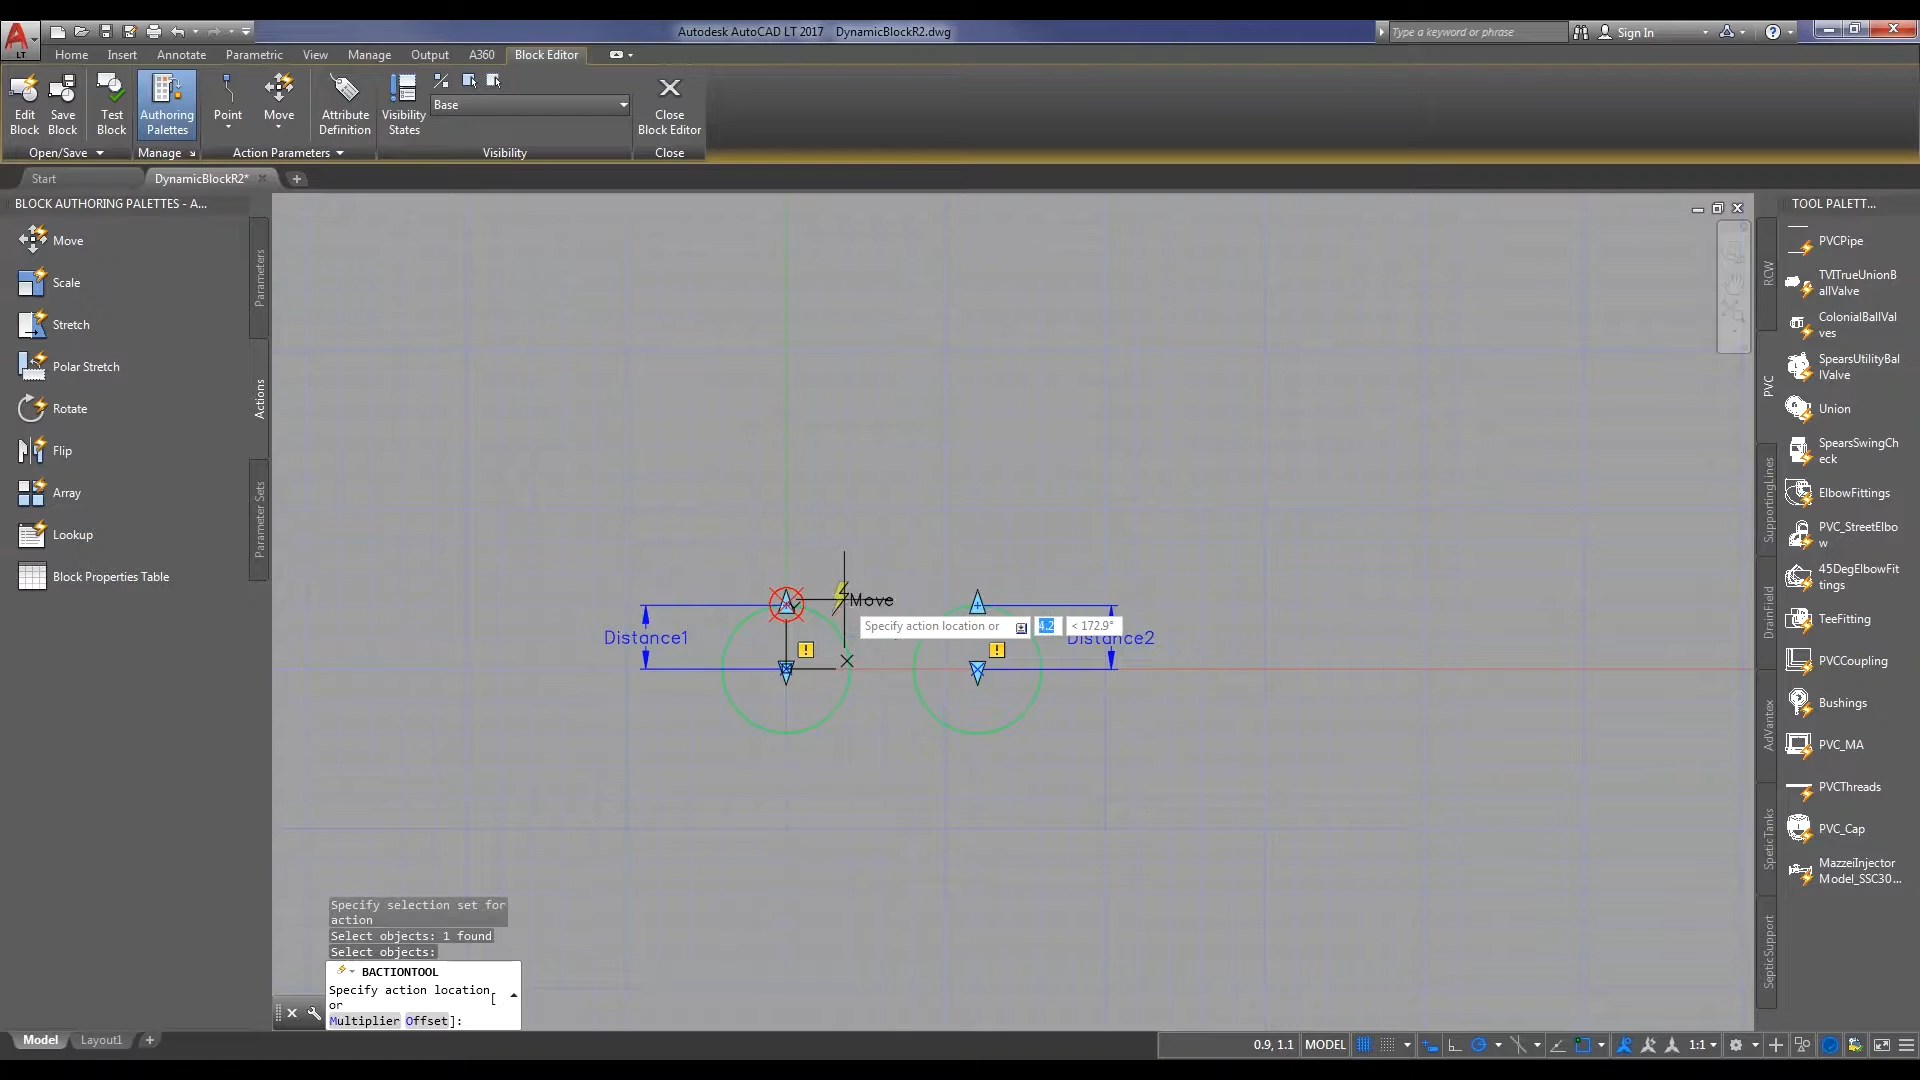 Autodesk AutoCAD LT 2017 DynamicBlockR2.dwg
Type a keyword or phrase
Sign In
LT
Home Insert Annotate Parametric View Manage Output A360 Block Editor
Edit Block
Save Block
Test Block
Authoring Palettes
Point
Move
Attribute Definition
Visibility States
Base
Close Block Editor
Open/Save Manage Action Parameters Visibility Close
Start DynamicBlockR2*
BLOCK AUTHORING PALETTES - A...
Move
Scale
Stretch
Polar Stretch
Rotate
Flip
Array
Lookup
Block Properties Table
Parameters
Actions
Parameter Sets
Move
Specify action location or 4.2 < 172.9°
Distance1
Distance2
TOOL PALETT...
PVCPipe
TVITrueUnionB
allValve
ColonialBallVal
ves
SpearsUtilityBal
lValve
Union
SpearsSwingChe
ck
ElbowFittings
PVC_StreetElbo
w
45DegElbowFit
tings
TeeFitting
PVCCoupling
Bushings
PVC_MA
PVCThreads
PVC_Cap
MazzeiInjector
Model_SSC30...
RCW
PVC
SupportingLines
DrainField
AdVantex
SpeticTanks
SepticSupport
Specify selection set for
action
Select objects: 1 found
Select objects:
BACTIONTOOL
Specify action location
or [
Multiplier Offset]:
Model Layout1
0.9, 1.1 MODEL 1:1